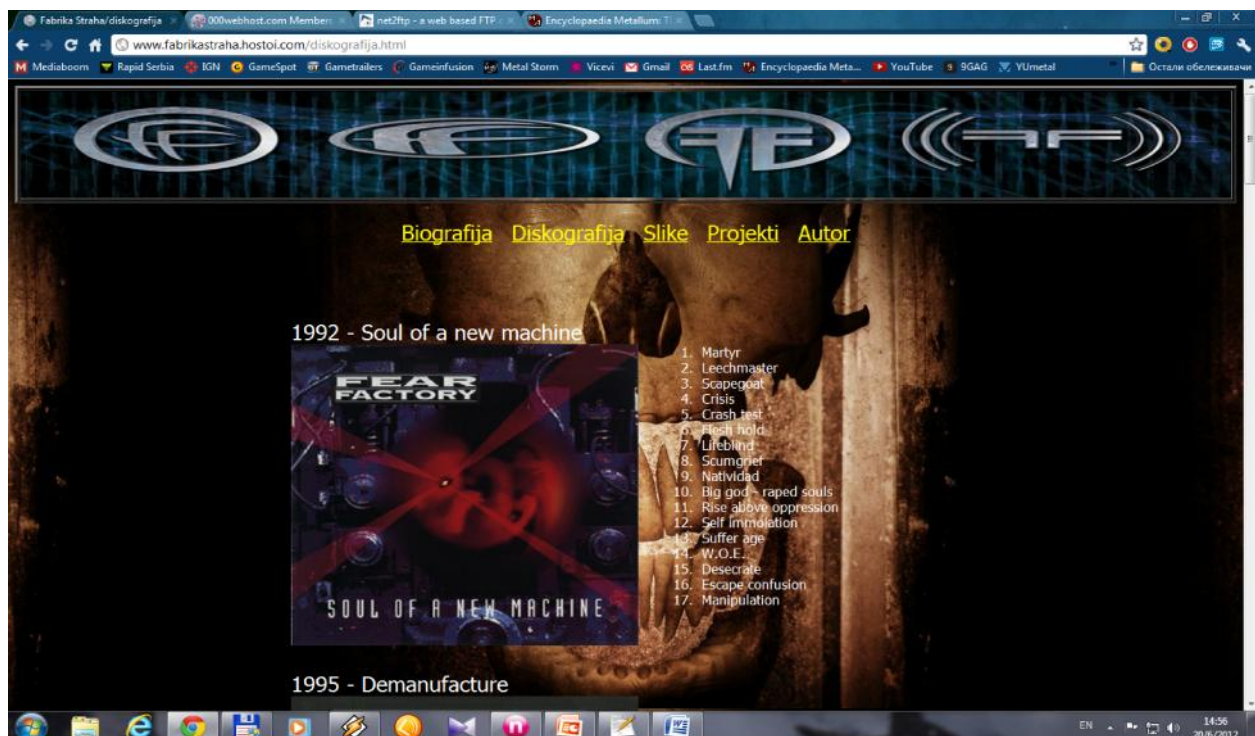 Fabrika Straha/diskografija
000webhost.com Member:
net2ftp - a web based FTP c
Encyclopaedia Metallum: T
www.fabrikastraha.hostoi.com/diskografija.html
Mediaboom Rapid Serbia IGN GameSpot Gametrailers Gameinfusion Metal Storm Vicevi Gmail Last.fm Encyclopaedia Meta... YouTube 9GAG YUmetal Остали обележивачи
Biografija Diskografija Slike Projekti Autor
1992 - Soul of a new machine
FEAR
FACTORY
SOUL OF A NEW MACHINE
1. Martyr
2. Leechmaster
3. Scapegoat
4. Crisis
5. Crash test
6. Flesh hold
7. Lifeblind
8. Scumgrief
9. Natividad
10. Big god - raped souls
11. Rise above oppression
12. Self immolation
13. Suffer age
14. W.O.E.
15. Desecrate
16. Escape confusion
17. Manipulation
1995 - Demanufacture
EN
14:56
20/6/2012